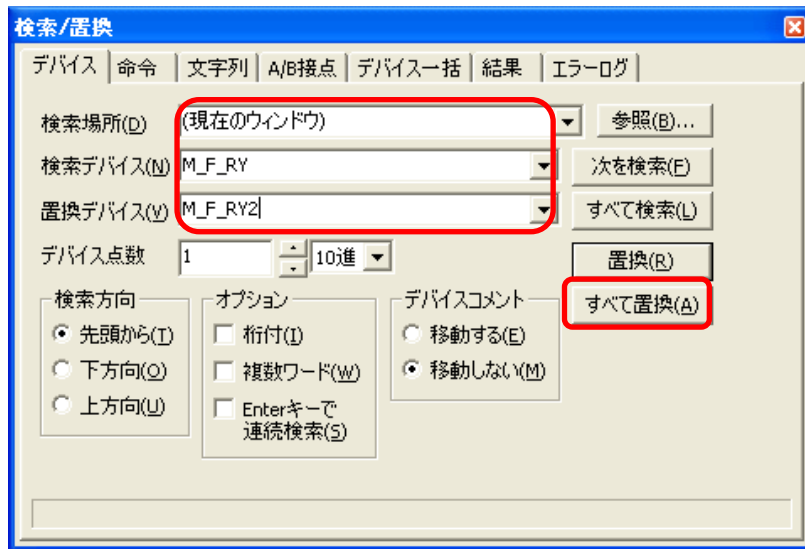 検索/置換
デバイス 命令 文字列 A/B接点 デバイス一括 結果 エラーログ
検索場所(D) (現在のウィンドウ) 参照(B)...
検索デバイス(N) M_F_RY 次を検索(F)
置換デバイス(V) M_F_RY2 すべて検索(L)
デバイス点数 1 10進 置換(R)
検索方向 オプション デバイスコメント すべて置換(A)
先頭から(T) 桁付(I) 移動する(E)
下方向(O) 複数ワード(W) 移動しない(M)
上方向(U) Enterキーで
連続検索(S)